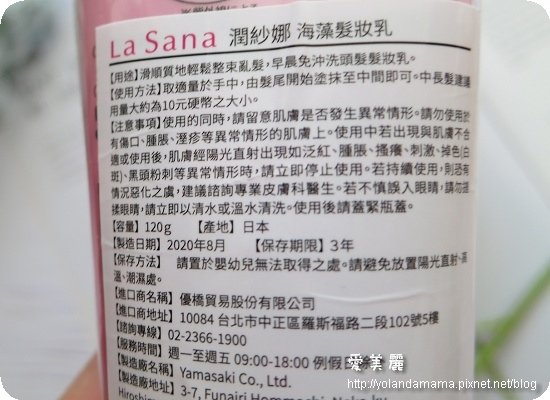 La Sana 潤紗娜 海藻髮妝乳
【用途】滑順質地輕鬆整束亂髮，早晨免沖洗頭髮髮妝乳。
【使用方法】取適量於手中，由髮尾開始塗抹至中間即可。中長髮建議
用量大約為10元硬幣之大小。
【注意事項】使用的同時，請留意肌膚是否發生異常情形。請勿使用於
有傷口、腫脹、溼疹等異常情形的肌膚上。使用中若出現與肌膚不合
適或使用後，肌膚經陽光直射出現如泛紅、腫脹、搔癢、刺激、掉色(白
斑)、黑頭粉刺等異常情形時，請立即停止使用。若持續使用，則恐有
情況惡化之虞，建議諮詢專業皮膚科醫生。若不慎誤入眼睛，請勿搓
揉眼睛，請立即以清水或溫水清洗。使用後請蓋緊瓶蓋。
【容量】120g 【產地】日本
【製造日期】2020年8月 【保存期限】3年
【保存方法】 請置於嬰幼兒無法取得之處。請避免放置陽光直射、高
溫、潮濕處。
【進口商名稱】優橋貿易股份有限公司
【進口商地址】10084 台北市中正區羅斯福路二段102號5樓
【諮詢專線】02-2366-1900
【服務時間】週一至週五 09:00-18:00 例假日
【製造廠名稱】Yamasaki Co., Ltd.
【製造廠地址】3-7, Funairi Hommachi, Naka-ku
愛美麗
http://yolandamama.pixnet.net/blog